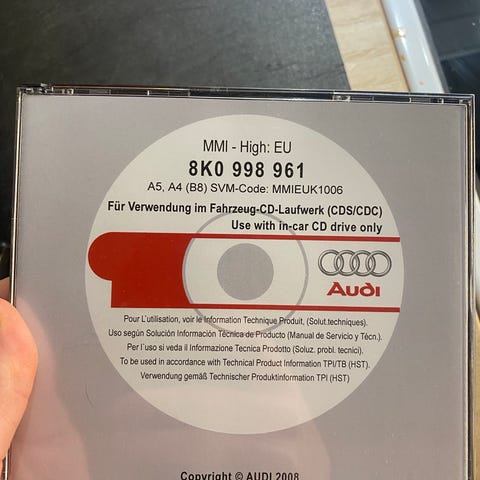 MMI - High: EU
8K0 998 961
A5, A4 (B8) SVM-Code: MMIEUK1006
Für Verwendung im Fahrzeug-CD-Laufwerk (CDS/CDC)
Use with in-car CD drive only
Audi
Pour L´utilisation, voir le Information Technique Produit, (Solut.techniques).
Uso según Solución Información Técnica de Producto (Manual de Servicio y Técn.).
Per l´uso si veda il Informazione Tecnica Prodotto (Soluz. probl. tecnici).
To be used in accordance with Technical Product Information TPI/TB (HST).
Verwendung gemäß Technischer Produktinformation TPI (HST)
Copyright © AUDI 2008